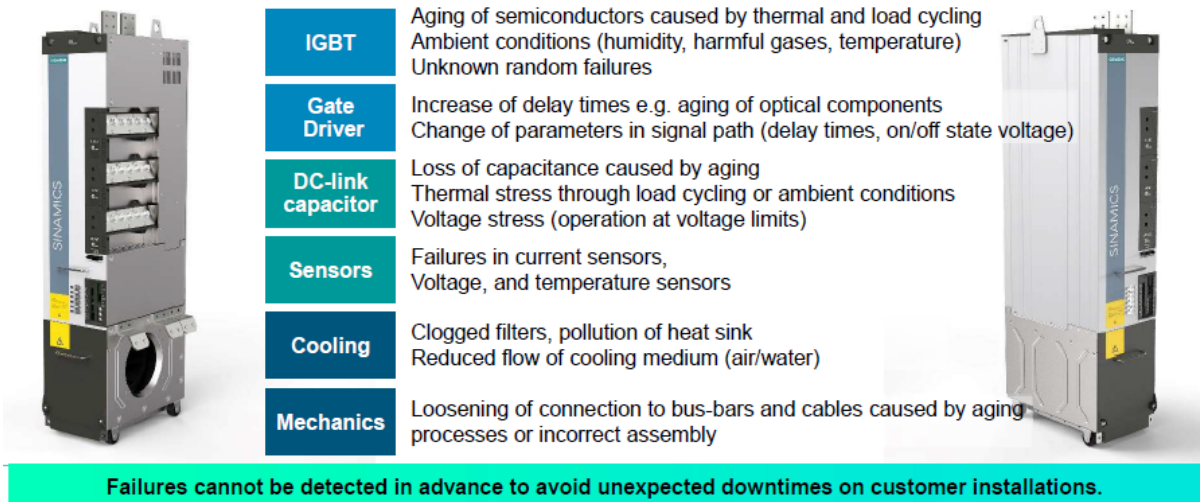 IGBT
Aging of semiconductors caused by thermal and load cycling
Ambient conditions (humidity, harmful gases, temperature)
Unknown random failures
Gate
Driver
Increase of delay times e.g. aging of optical components
Change of parameters in signal path (delay times, on/off state voltage)
DC-link
capacitor
Loss of capacitance caused by aging
Thermal stress through load cycling or ambient conditions
Voltage stress (operation at voltage limits)
Sensors
Failures in current sensors,
Voltage, and temperature sensors
Cooling
Clogged filters, pollution of heat sink
Reduced flow of cooling medium (air/water)
Mechanics
Loosening of connection to bus-bars and cables caused by aging
processes or incorrect assembly
SINAMICS
SINAMICS
Failures cannot be detected in advance to avoid unexpected downtimes on customer installations.